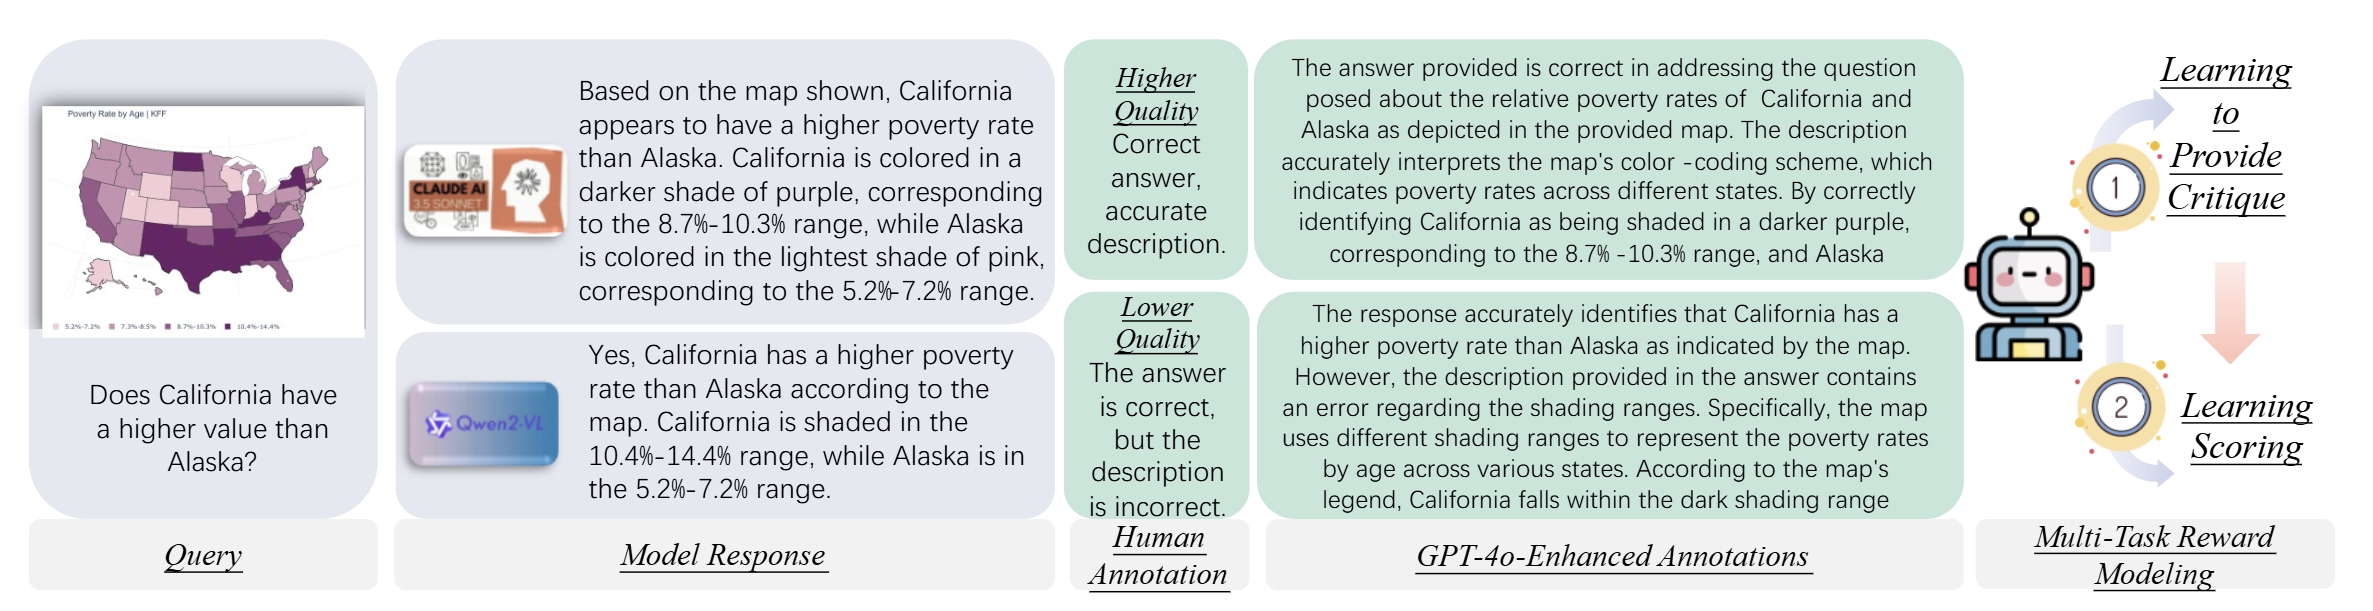 Poverty Rate by Age | KFF
5.2%-7.2% 7.3%-8.5% 8.7%-10.3% 10.4%-14.4%
Does California have
a higher value than
Alaska?
Query
CLAUDE AI
3.5 SONNET
Based on the map shown, California
appears to have a higher poverty rate
than Alaska. California is colored in a
darker shade of purple, corresponding
to the 8.7%-10.3% range, while Alaska
is colored in the lightest shade of pink,
corresponding to the 5.2%-7.2% range.
Qwen2-VL
Yes, California has a higher poverty
rate than Alaska according to the
map. California is shaded in the
10.4%-14.4% range, while Alaska is in
the 5.2%-7.2% range.
Model Response
Higher
Quality
Correct
answer,
accurate
description.
Lower
Quality
The answer
is correct,
but the
description
is incorrect.
Human
Annotation
The answer provided is correct in addressing the question
posed about the relative poverty rates of California and
Alaska as depicted in the provided map. The description
accurately interprets the map's color -coding scheme, which
indicates poverty rates across different states. By correctly
identifying California as being shaded in a darker purple,
corresponding to the 8.7% -10.3% range, and Alaska
The response accurately identifies that California has a
higher poverty rate than Alaska as indicated by the map.
However, the description provided in the answer contains
an error regarding the shading ranges. Specifically, the map
uses different shading ranges to represent the poverty rates
by age across various states. According to the map's
legend, California falls within the dark shading range
GPT-4o-Enhanced Annotations
1
Learning
to
Provide
Critique
2
Learning
Scoring
Multi-Task Reward
Modeling